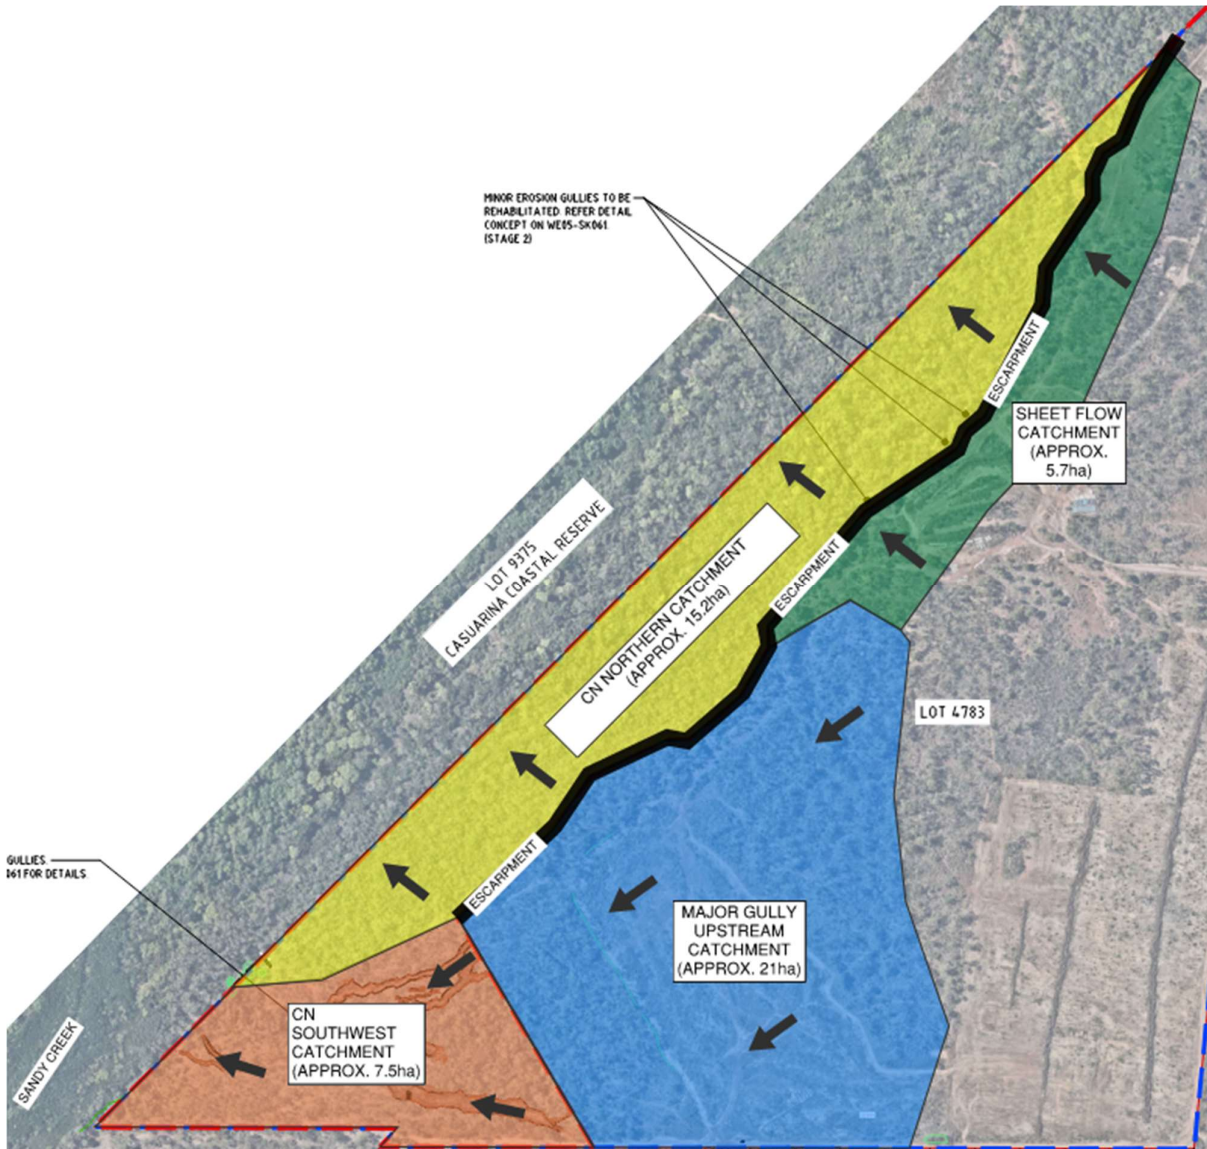 MINOR EROSION GULLIES TO BE
REHABILITATED. REFER DETAIL
CONCEPT ON WE05-SK061.
(STAGE 2)
ESCARPMENT
SHEET FLOW
CATCHMENT
(APPROX.
5.7ha)
LOT 9375
CASUARINA COASTAL RESERVE
ESCARPMENT
CN NORTHERN CATCHMENT
(APPROX. 15.2ha)
LOT 4783
ESCARPMENT
GULLIES.
061 FOR DETAILS.
MAJOR GULLY
UPSTREAM
CATCHMENT
(APPROX. 21ha)
CN
SOUTHWEST
CATCHMENT
(APPROX. 7.5ha)
SANDY CREEK